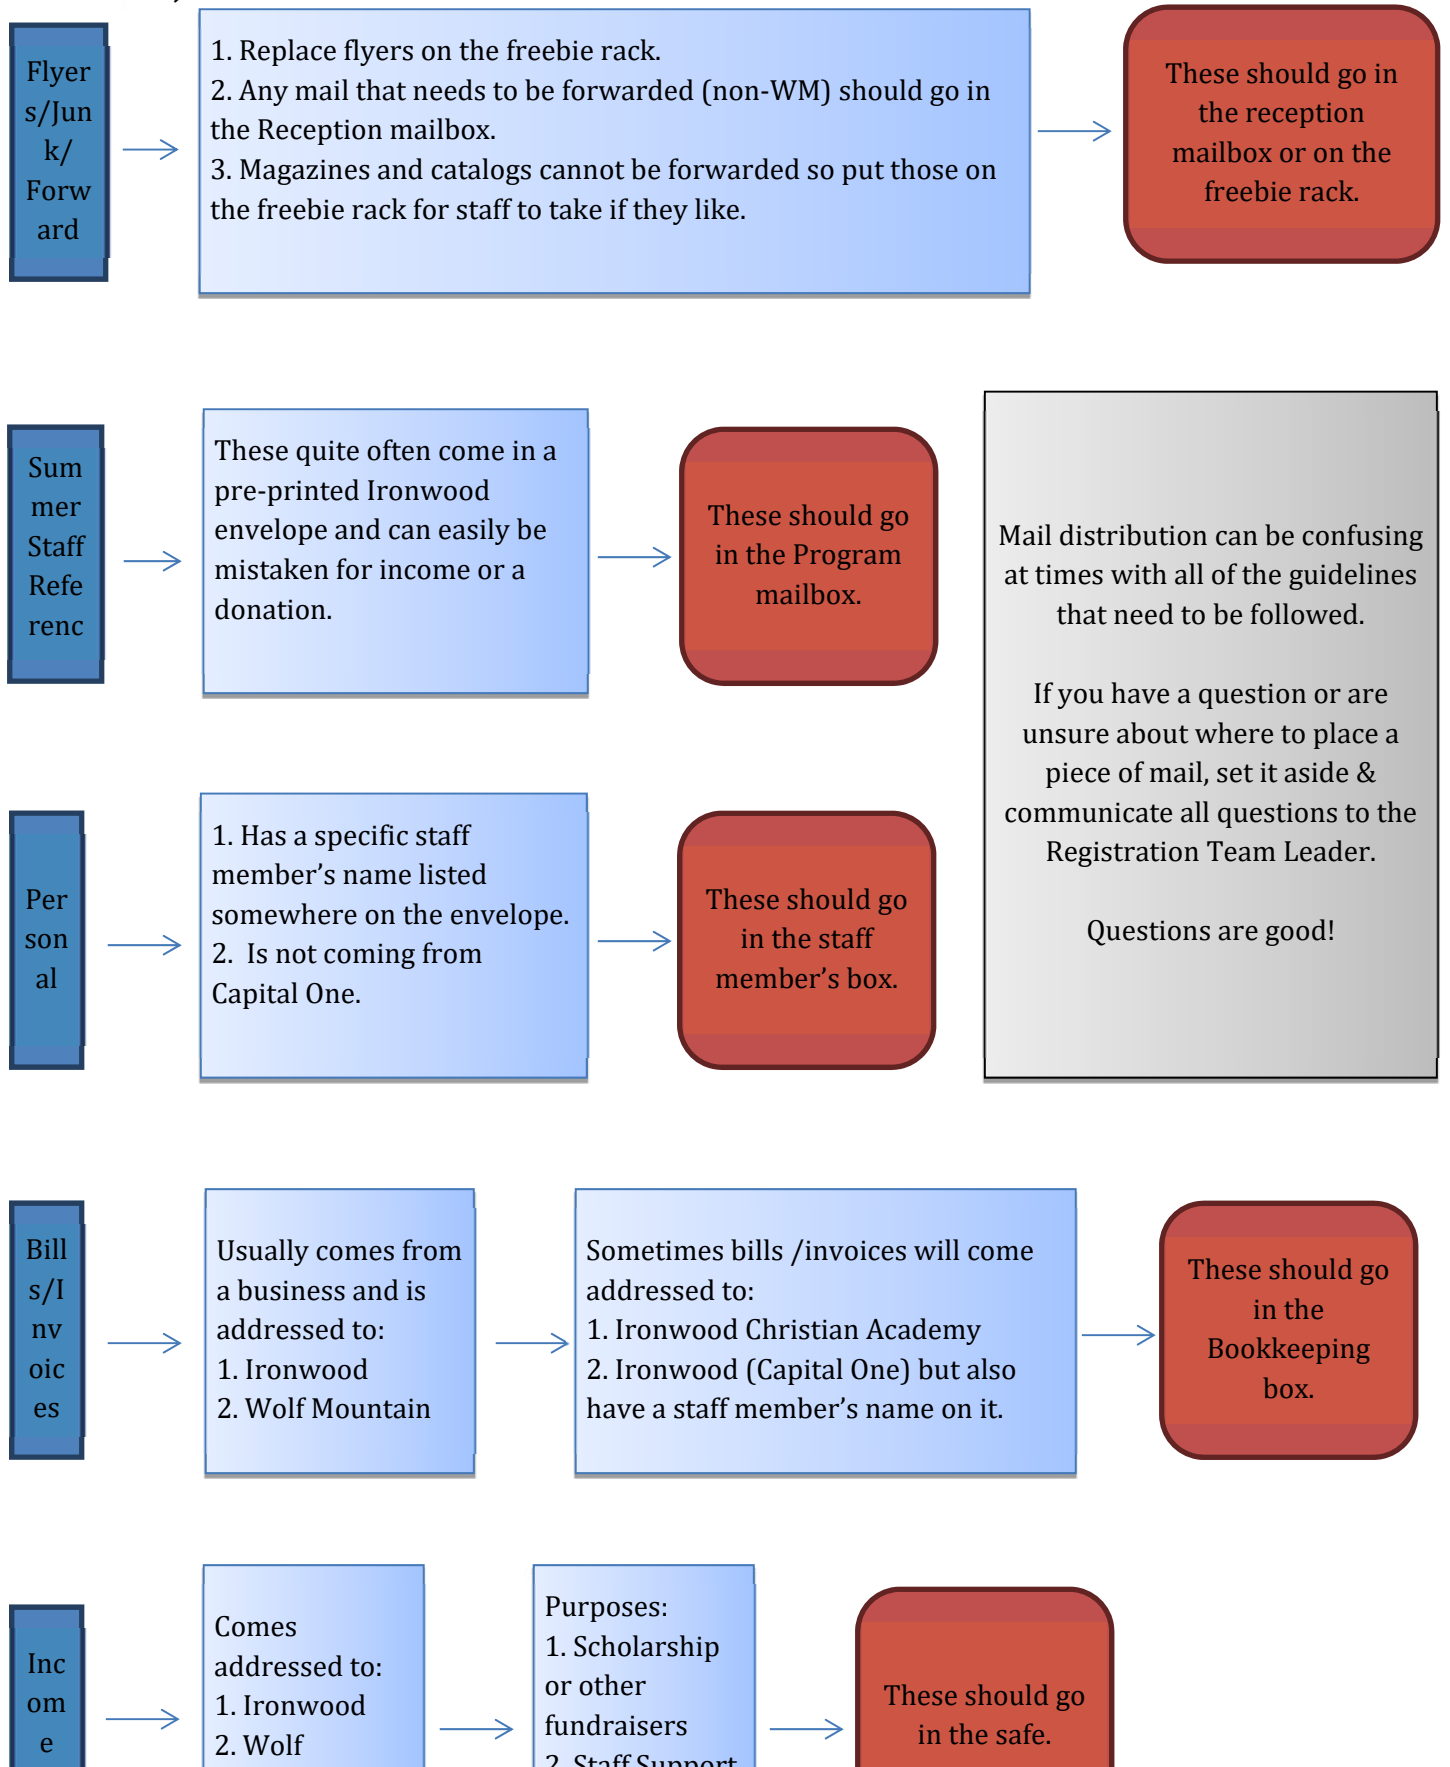 Flyer
s/Jun
k/
Forw
ard
1. Replace flyers on the freebie rack.
2. Any mail that needs to be forwarded (non-WM) should go in
the Reception mailbox.
3. Magazines and catalogs cannot be forwarded so put those on
the freebie rack for staff to take if they like.
These should go in
the reception
mailbox or on the
freebie rack.
Sum
mer
Staff
Refe
renc
These quite often come in a
pre-printed Ironwood
envelope and can easily be
mistaken for income or a
donation.
These should go
in the Program
mailbox.
Mail distribution can be confusing
at times with all of the guidelines
that need to be followed.
If you have a question or are
unsure about where to place a
piece of mail, set it aside &
communicate all questions to the
Registration Team Leader.
Questions are good!
Per
son
al
1. Has a specific staff
member’s name listed
somewhere on the envelope.
2.  Is not coming from
Capital One.
These should go
in the staff
member’s box.
Bill
s/I
nv
oic
es
Usually comes from
a business and is
addressed to:
1. Ironwood
2. Wolf Mountain
Sometimes bills /invoices will come
addressed to:
1. Ironwood Christian Academy
2. Ironwood (Capital One) but also
have a staff member’s name on it.
These should go
in the
Bookkeeping
box.
Inc
om
e
Comes
addressed to:
1. Ironwood
2. Wolf
Purposes:
1. Scholarship
or other
fundraisers
2. Staff Support
These should go
in the safe.